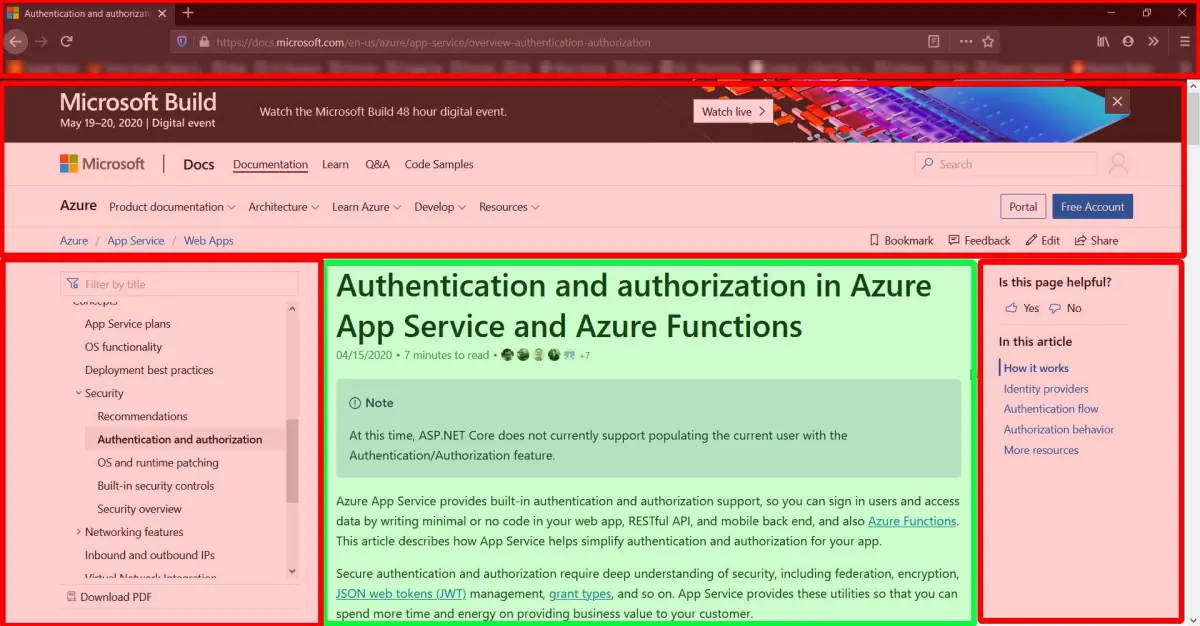 Authentication and authorizati
https://docs.microsoft.com/en-us/azure/app-service/overview-authentication-authorization
Microsoft Build
May 19–20, 2020 | Digital event
Watch the Microsoft Build 48 hour digital event.
Watch live
Microsoft
Docs
Documentation
Learn
Q&A
Code Samples
Search
Azure
Product documentation
Architecture
Learn Azure
Develop
Resources
Portal
Free Account
Azure / App Service / Web Apps
Bookmark
Feedback
Edit
Share
Filter by title
Concepts
App Service plans
OS functionality
Deployment best practices
Security
Recommendations
Authentication and authorization
OS and runtime patching
Built-in security controls
Security overview
Networking features
Inbound and outbound IPs
Virtual Network Integration
Download PDF
Authentication and authorization in Azure
App Service and Azure Functions
04/15/2020 • 7 minutes to read • +7
Note
At this time, ASP.NET Core does not currently support populating the current user with the
Authentication/Authorization feature.
Azure App Service provides built-in authentication and authorization support, so you can sign in users and access
data by writing minimal or no code in your web app, RESTful API, and mobile back end, and also Azure Functions.
This article describes how App Service helps simplify authentication and authorization for your app.
Secure authentication and authorization require deep understanding of security, including federation, encryption,
JSON web tokens (JWT) management, grant types, and so on. App Service provides these utilities so that you can
spend more time and energy on providing business value to your customer.
Is this page helpful?
Yes
No
In this article
How it works
Identity providers
Authentication flow
Authorization behavior
More resources